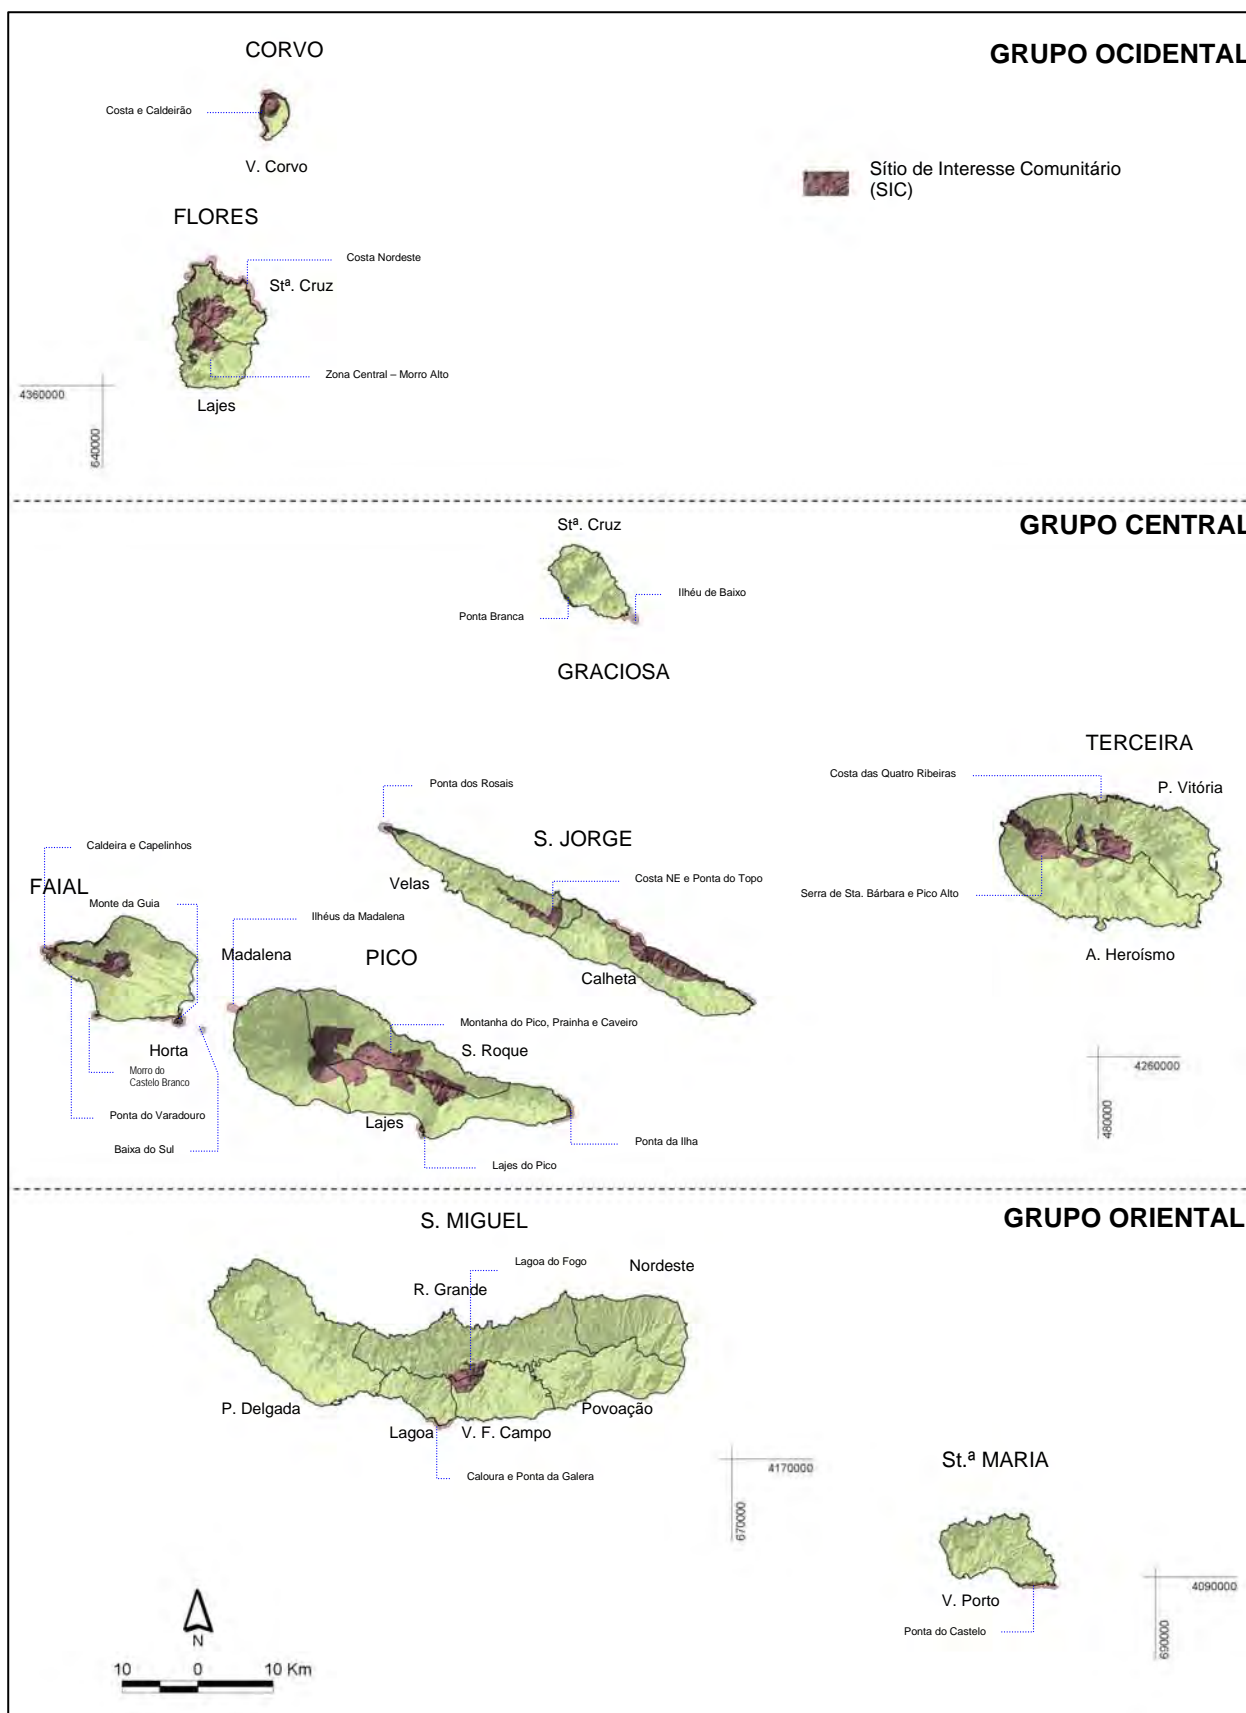 CORVO
GRUPO OCIDENTAL
Costa e Caldeirão
V. Corvo
Sítio de Interesse Comunitário
(SIC)
FLORES
Costa Nordeste
Stª. Cruz
Zona Central – Morro Alto
4360000
Lajes
640000
Stª. Cruz
GRUPO CENTRAL
Ilhéu de Baixo
Ponta Branca
GRACIOSA
TERCEIRA
Costa das Quatro Ribeiras
P. Vitória
Ponta dos Rosais
S. JORGE
Caldeira e Capelinhos
Velas
Costa NE e Ponta do Topo
FAIAL
Monte da Guia
Serra de Sta. Bárbara e Pico Alto
Ilhéus da Madalena
Madalena
PICO
A. Heroísmo
Calheta
Montanha do Pico, Prainha e Caveiro
Horta
S. Roque
4260000
Morro do
Castelo Branco
480000
Ponta do Varadouro
Lajes
Ponta da Ilha
Baixa do Sul
Lajes do Pico
S. MIGUEL
GRUPO ORIENTAL
Lagoa do Fogo
Nordeste
R. Grande
P. Delgada
Povoação
Lagoa
V. F. Campo
St.ª MARIA
Caloura e Ponta da Galera
4170000
670000
4090000
V. Porto
Ponta do Castelo
690000
N
10 0 10 Km